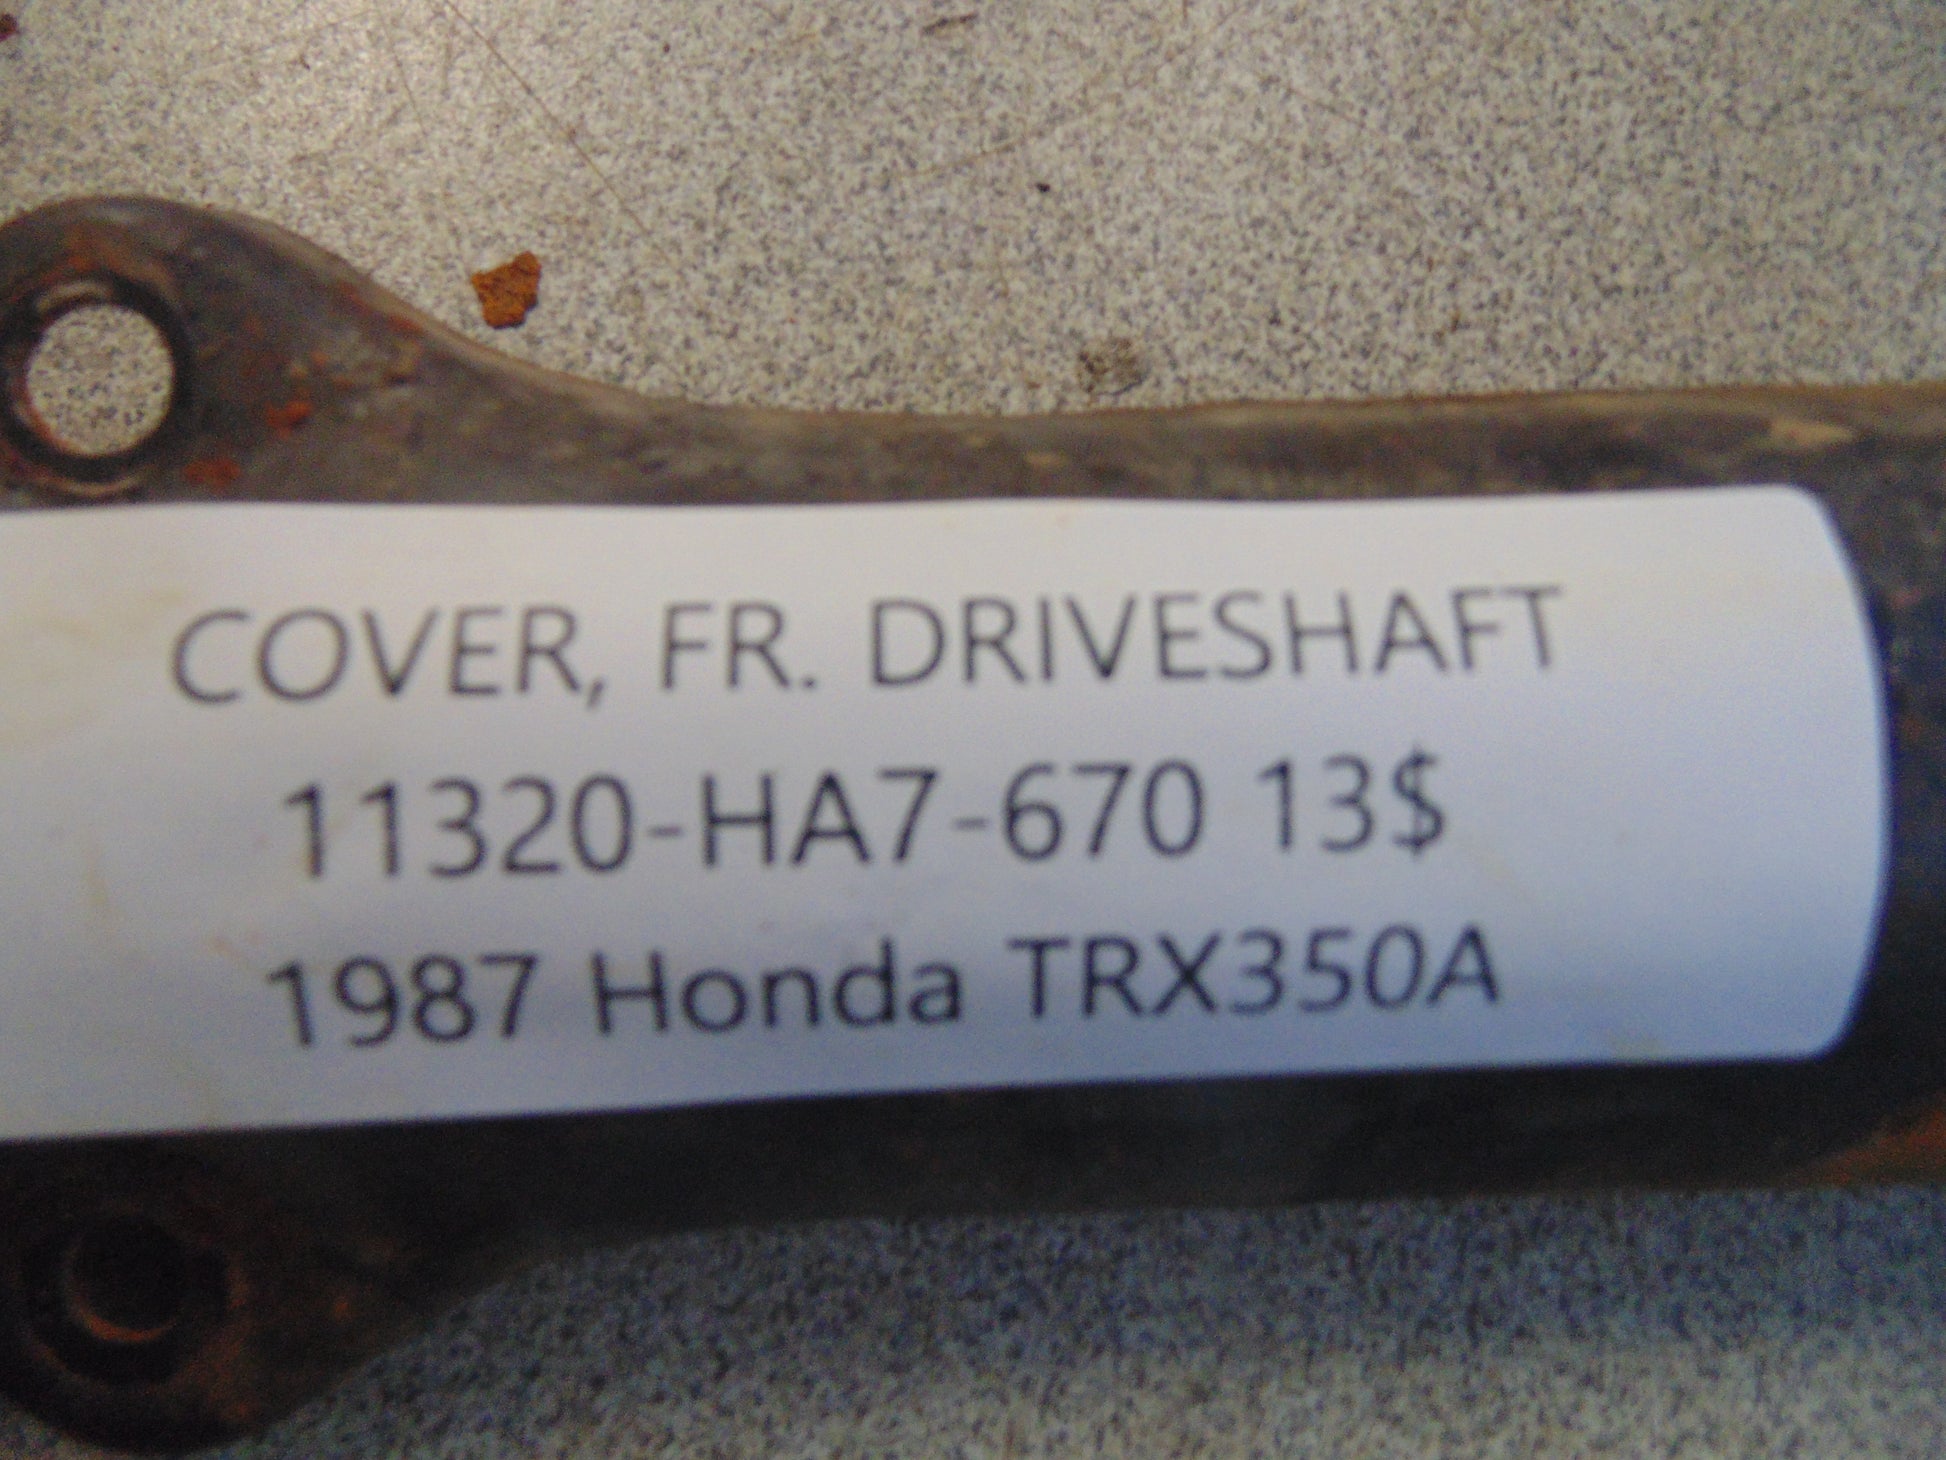 COVER, FR. DRIVESHAFT
11320-HA7-670 13$
1987 Honda TRX350A